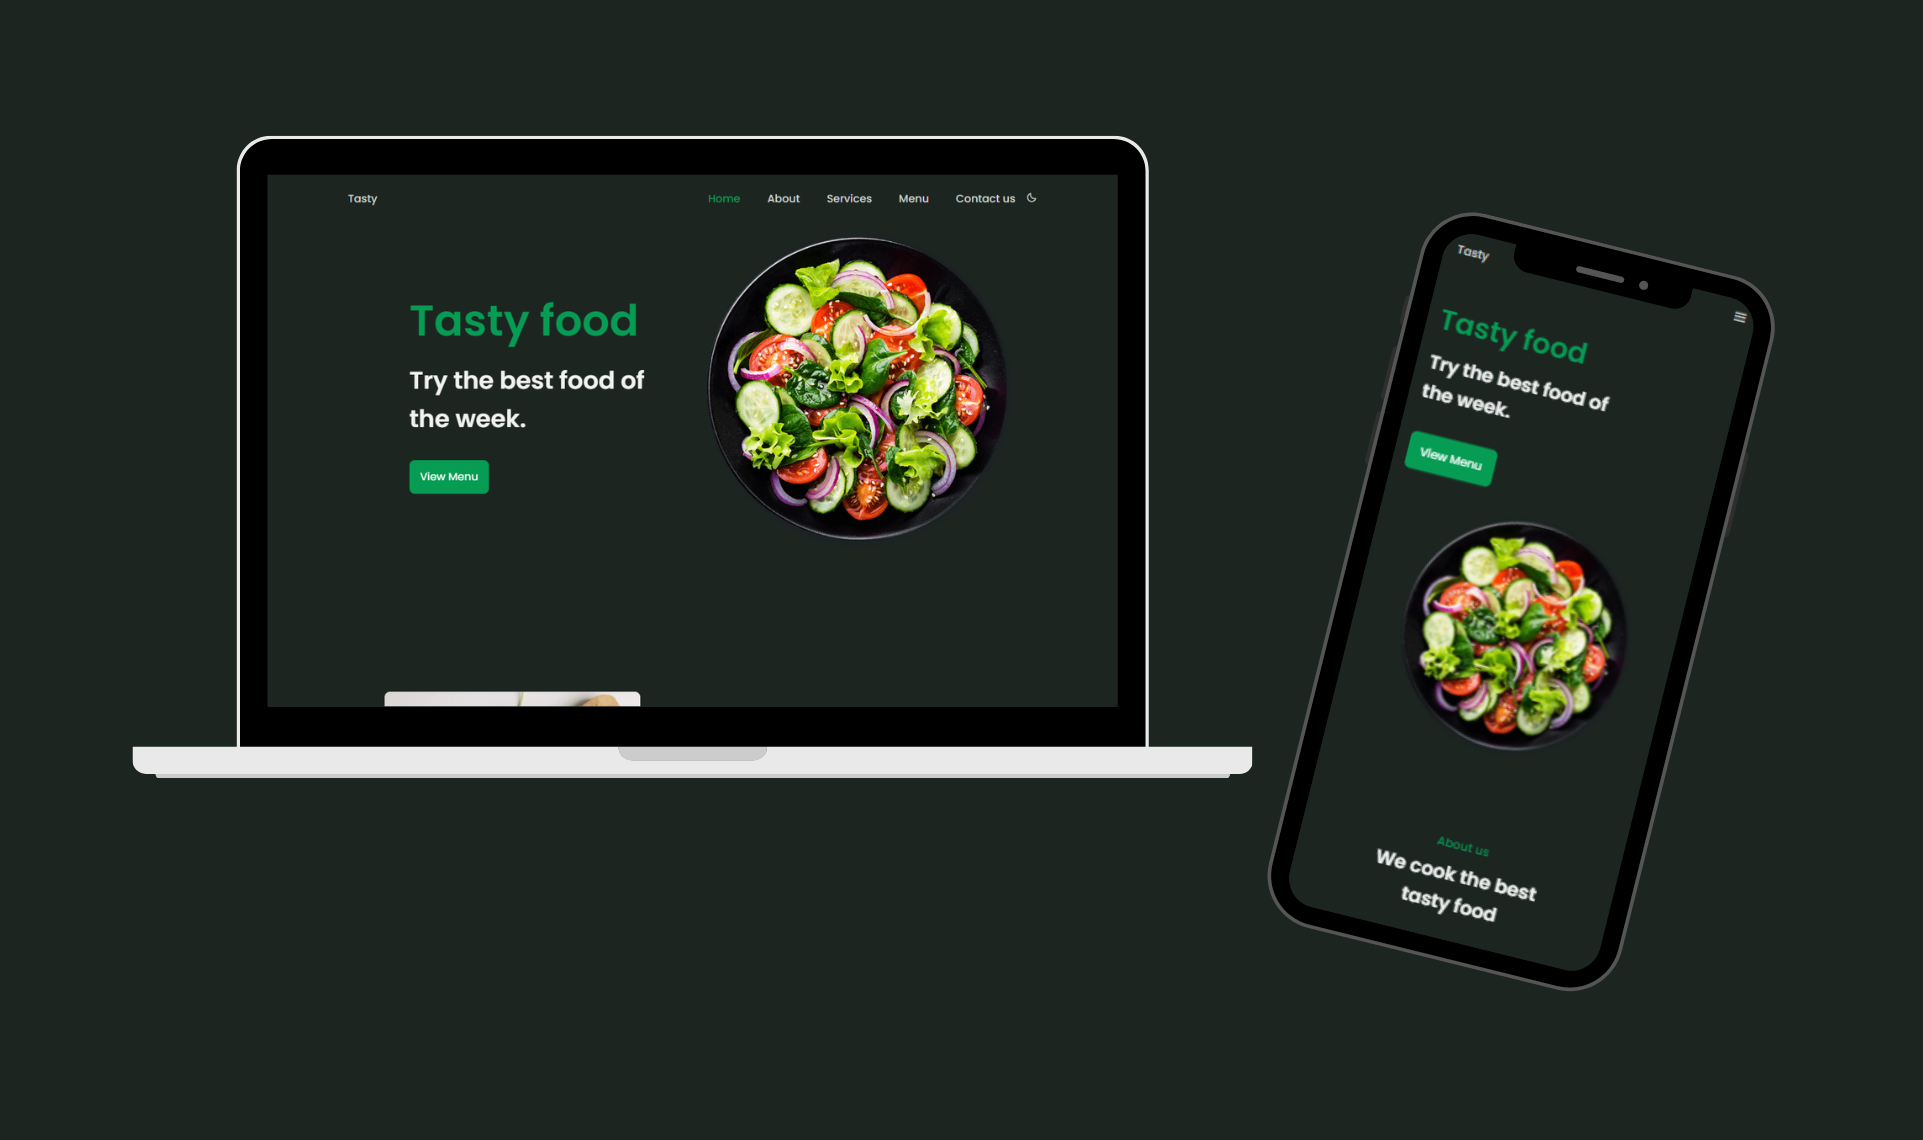 Tasty
Home About Services Menu Contact us
Tasty food
Try the best food of
the week.
View Menu
Tasty
Tasty food
Try the best food of
the week.
View Menu
About us
We cook the best
tasty food